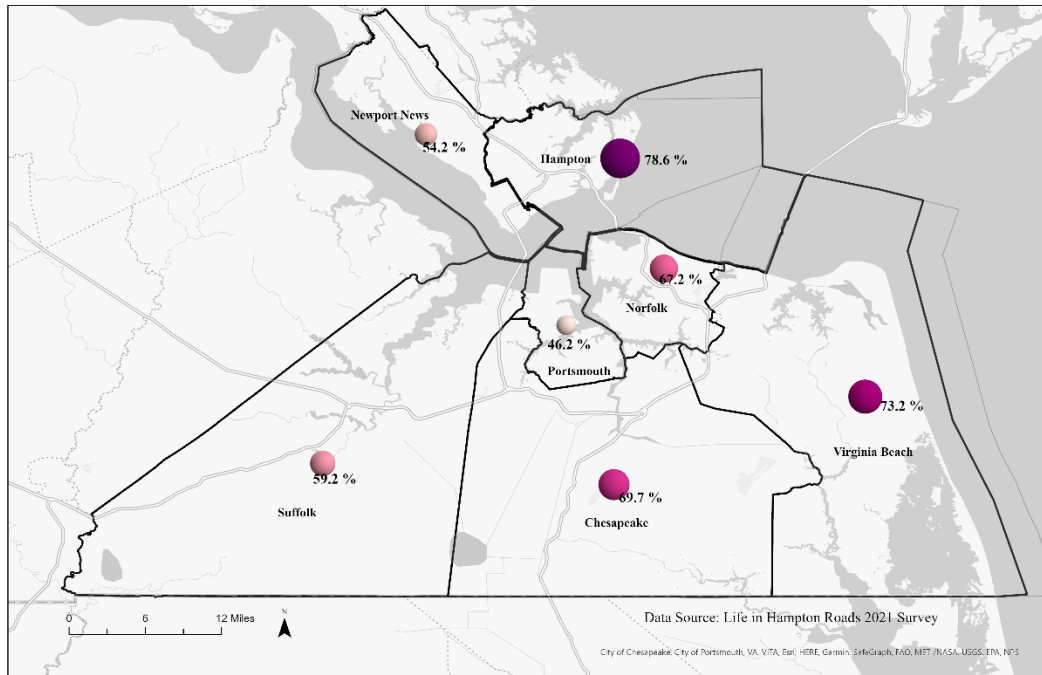 Newport News
54.2 %
Hampton
78.6 %
67.2 %
Norfolk
46.2 %
Portsmouth
73.2 %
Virginia Beach
59.2 %
Suffolk
69.7 %
Chesapeake
0 6 12 Miles
N
Data Source: Life in Hampton Roads 2021 Survey
City of Chesapeake, City of Portsmouth, VA, VITA, Esri, HERE, Garmin, SafeGraph, FAO, METI/NASA, USGS, EPA, NPS